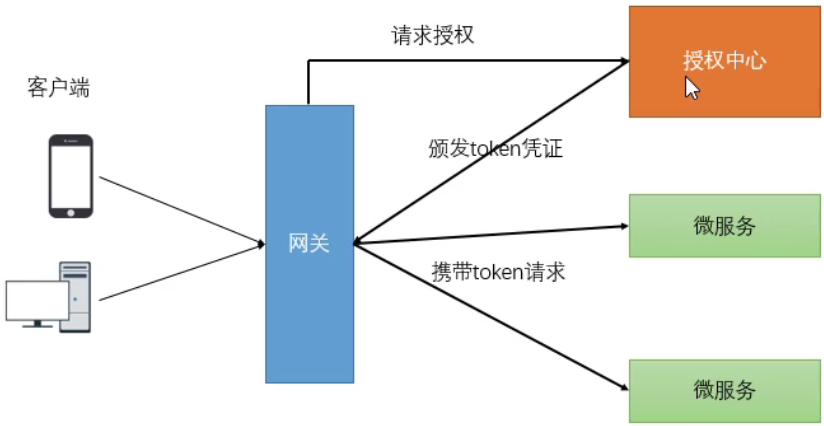 请求授权
授权中心
客户端
颁发token凭证
微服务
网关
携带token请求
微服务